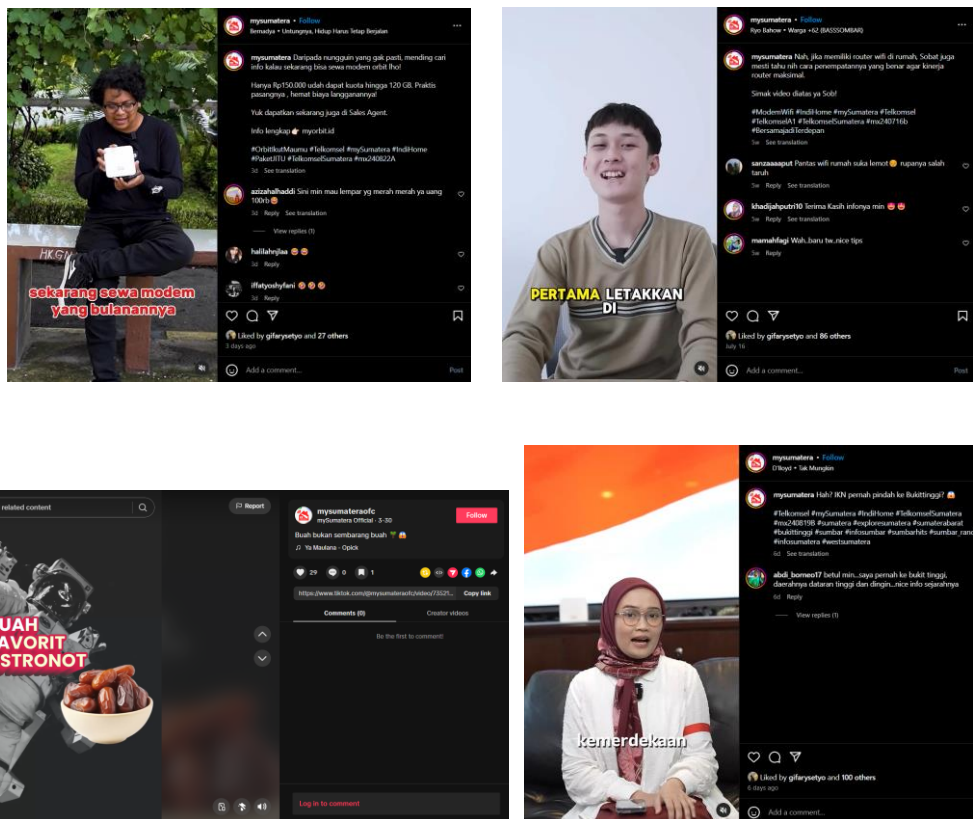 mysumatera • Follow
Bernadya • Untungnya, Hidup Harus Tetap Berjalan
mysumatera Daripada nungguin yang gak pasti, mending cari
info kalau sekarang bisa sewa modem orbit lho!
Hanya Rp150.000 udah dapat kuota hingga 120 GB. Praktis
pasangnya , hemat biaya langganannya!
Yuk dapatkan sekarang juga di Sales Agent.
Info lengkap👉 myorbit.id
#OrbitIkutMaumu #Telkomsel #mySumatera #IndiHome
#PaketJITU #TelkomselSumatera #mx240822A
3d See translation
azizahalhaddi Sini min mau lempar yg merah merah ya uang
100rb
3d Reply See translation
View replies (1)
halilahnjlaa
3d Reply
iffatyoshyfani
3d Reply
Liked by gifarysetyo and 27 others
3 days ago
Add a comment...
Post
HKGN
sekarang sewa modem
yang bulanannya
mysumatera • Follow
Ryo Bahow • Warga +62 (BASSSOMBAR)
mysumatera Nah, jika memiliki router wifi di rumah, Sobat juga
mesti tahu nih cara penempatannya yang benar agar kinerja
router maksimal.
Simak video diatas ya Sob!
#ModemWifi #IndiHome #mySumatera #Telkomsel
#TelkomselA1 #TelkomselSumatera #mx240716b
#BersamajadiTerdepan
5w See translation
sanzaaaaput Pantas wifi rumah suka lemot rupanya salah
taruh
5w Reply See translation
khadijahputri10 Terima Kasih infonya min 😍 😍
5w Reply
mamahfagi Wah..baru tw..nice tips
5w Reply
Liked by gifarysetyo and 86 others
July 16
Add a comment...
Post
PERTAMA LETAKKAN
DI
related content
Report
mysumateraofc
mySumatera Official · 3-30
Follow
Buah bukan sembarang buah
♫ Ya Maulana - Opick
29 0 1
https://www.tiktok.com/@mysumateraofc/video/73521...
Copy link
Comments (0) Creator videos
Be the first to comment!
Log in to comment
UAH
AVORIT
STRONOT
mysumatera • Follow
D'lloyd • Tak Mungkin
mysumatera Hah? IKN pernah pindah ke Bukittinggi?
#Telkomsel #mySumatera #IndiHome #TelkomselSumatera
#mx240819B #sumatera #exploresumatera #sumaterabarat
#bukittinggi #sumbar #infosumbar #sumbarhits #sumbar_ranc
#infosumatera #westsumatera
6d See translation
abdi_borneo17 betul min...saya pernah ke bukit tinggi,
daerahnya dataran tinggi dan dingin...nice info sejarahnya
6d Reply
View replies (1)
Liked by gifarysetyo and 100 others
6 days ago
Add a comment...
kemerdekaan